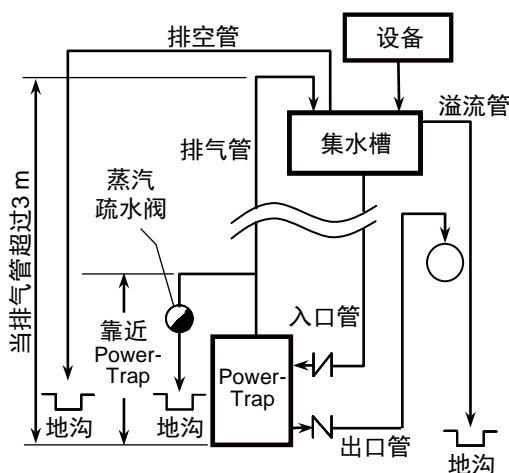 排空管
设备
溢流管
集水槽
排气管
当排气管超过3 m
蒸汽
疏水阀
入口管
靠近
Power-
Trap
Power-
Trap
地沟
地沟
出口管
地沟